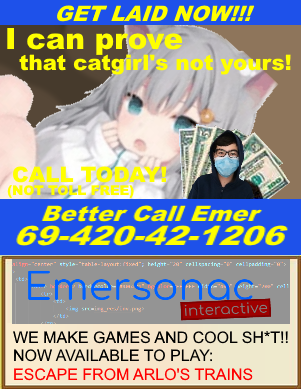 GET LAID NOW!!!
I can prove
that catgirl's not yours!
CALL TODAY!
(NOT TOLL FREE)
Better Call Emer
69-420-42-1206
Emersonac
interactive
WE MAKE GAMES AND COOL SH*T!!
NOW AVAILABLE TO PLAY:
ESCAPE FROM ARLO'S TRAINS